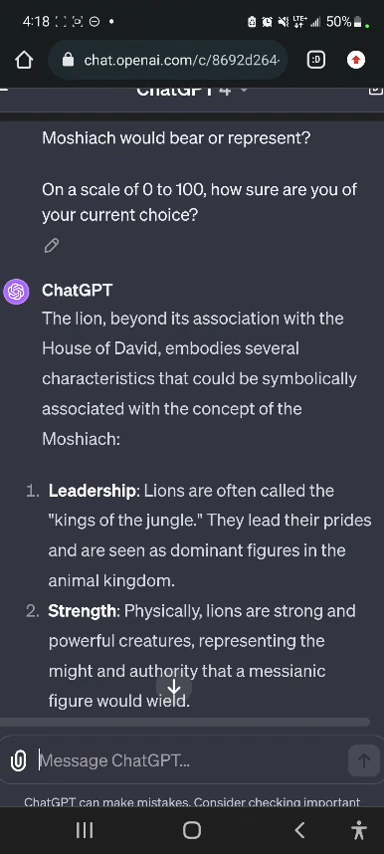 4:18 LTE+ 50%
chat.openai.com/c/8692d264- :D
ChatGPT 4
Moshiach would bear or represent?
On a scale of 0 to 100, how sure are you of
your current choice?
ChatGPT
The lion, beyond its association with the
House of David, embodies several
characteristics that could be symbolically
associated with the concept of the
Moshiach:
1. Leadership: Lions are often called the
"kings of the jungle." They lead their prides
and are seen as dominant figures in the
animal kingdom.
2. Strength: Physically, lions are strong and
powerful creatures, representing the
might and authority that a messianic
figure would wield.
Message ChatGPT...
ChatGPT can make mistakes. Consider checking important